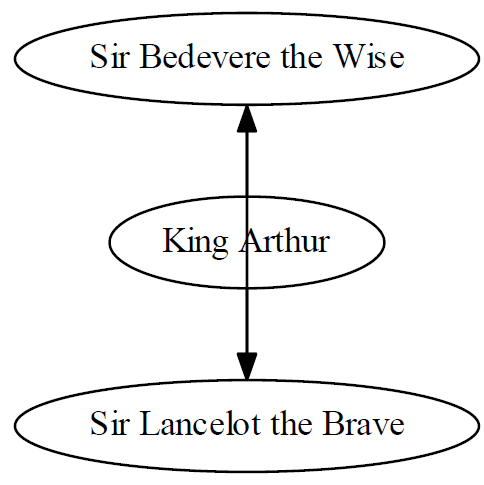 Sir Bedevere the Wise
King Arthur
Sir Lancelot the Brave